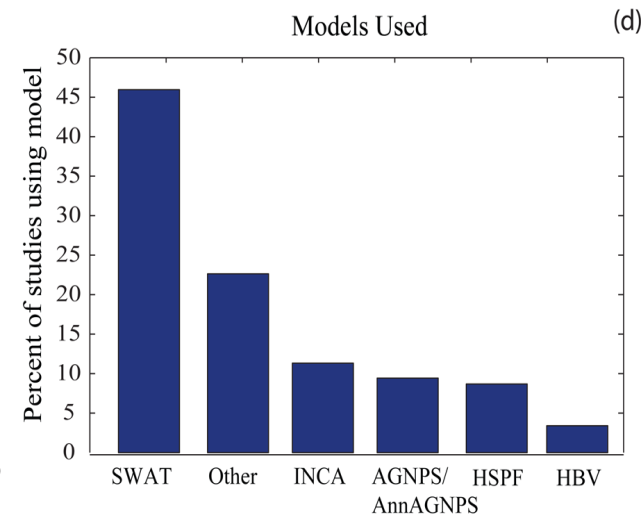 Models Used
(d)
Percent of studies using model
50
45
40
35
30
25
20
15
10
5
0
SWAT Other INCA AGNPS/ HSPF HBV
AnnAGNPS